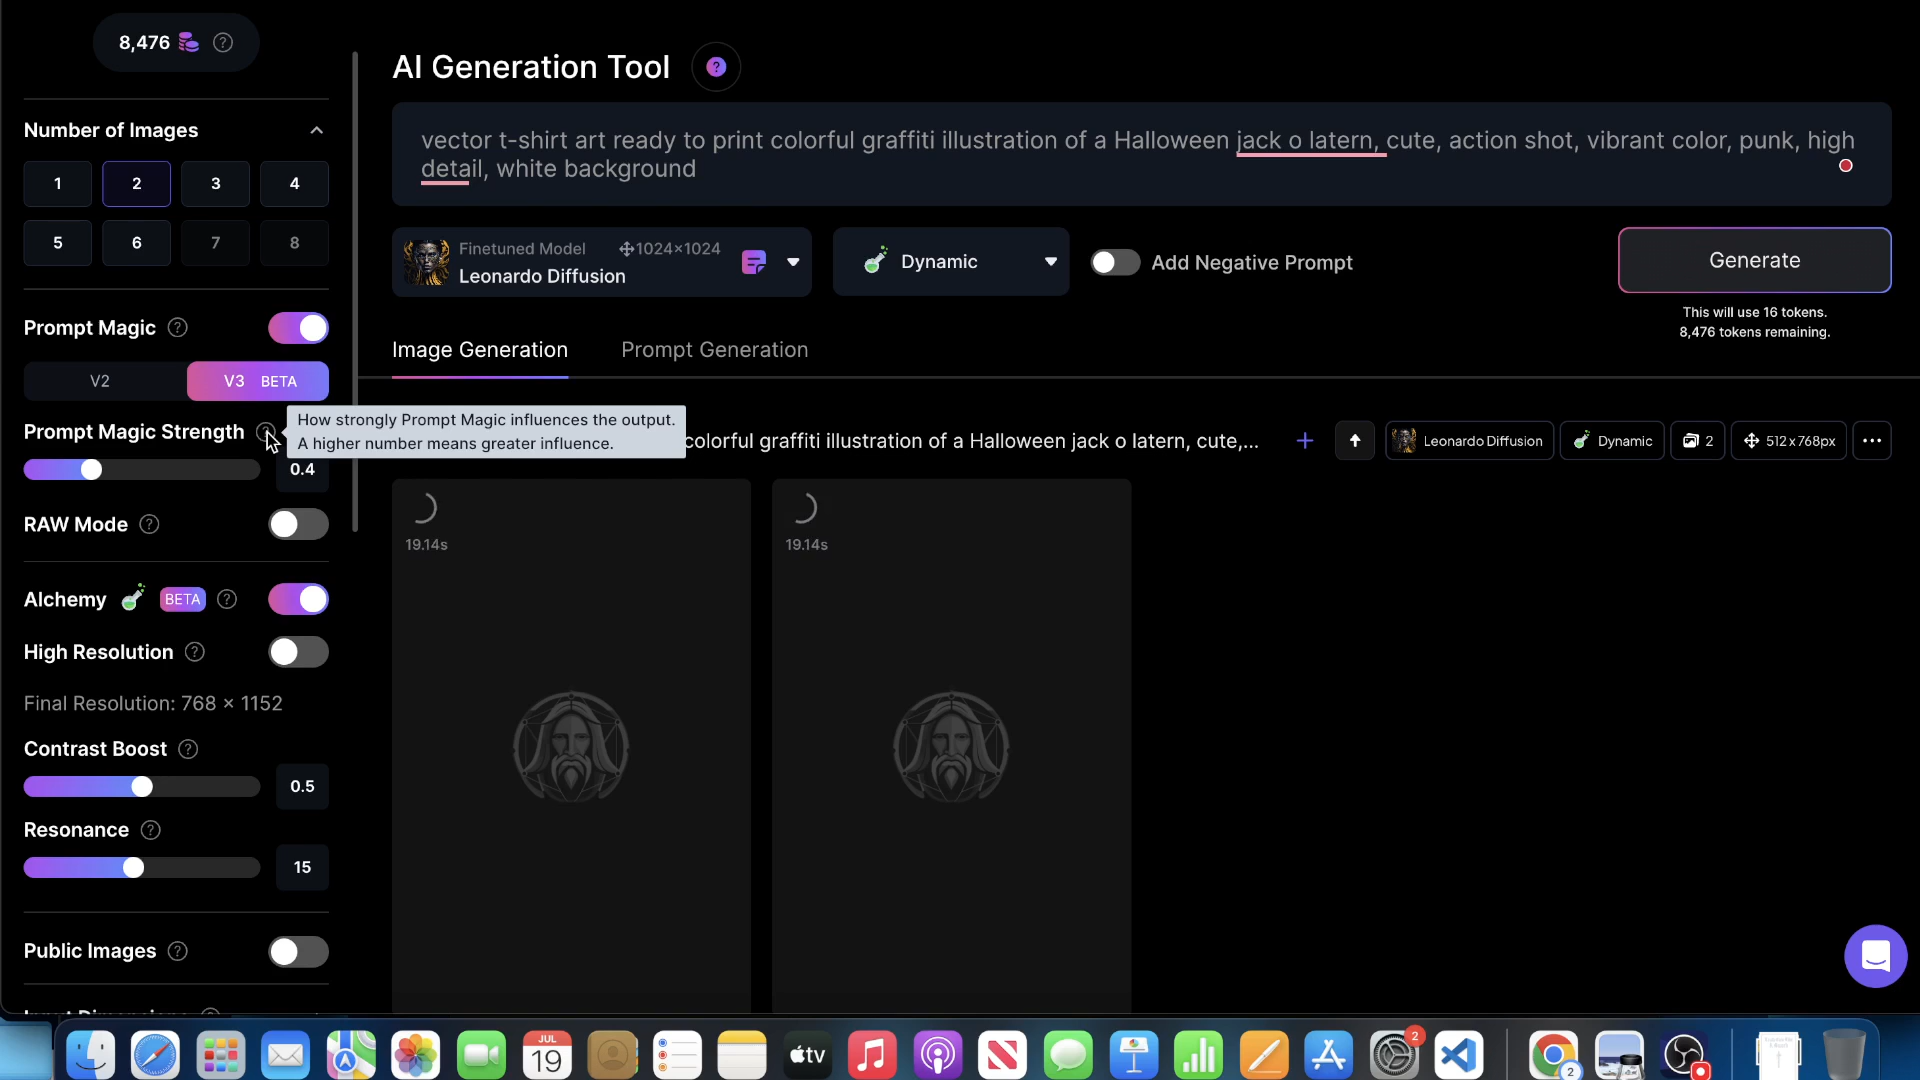 8,476
Number of Images
1
2
3
4
5
6
7
8
Prompt Magic
V2
V3 BETA
Prompt Magic Strength
0.4
RAW Mode
Alchemy BETA
High Resolution
Final Resolution: 768 × 1152
Contrast Boost
0.5
Resonance
15
Public Images
AI Generation Tool
vector t-shirt art ready to print colorful graffiti illustration of a Halloween jack o latern, cute, action shot, vibrant color, punk, high
detail, white background
Finetuned Model
1024×1024
Leonardo Diffusion
Dynamic
Add Negative Prompt
Generate
This will use 16 tokens.
8,476 tokens remaining.
Image Generation
Prompt Generation
How strongly Prompt Magic influences the output.
A higher number means greater influence.
colorful graffiti illustration of a Halloween jack o latern, cute,...
Leonardo Diffusion
Dynamic
2
512x768px
19.14s
19.14s
JUL
19
tv
2
2